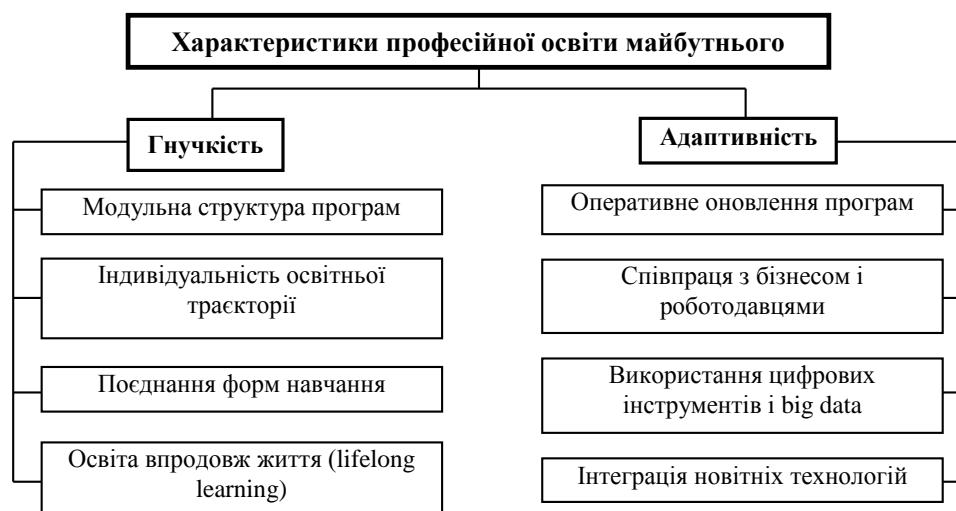 Характеристики професійної освіти майбутнього
Гнучкість
Модульна структура програм
Індивідуальність освітньої
траєкторії
Поєднання форм навчання
Освіта впродовж життя (lifelong
learning)
Адаптивність
Оперативне оновлення програм
Співпраця з бізнесом і
роботодавцями
Використання цифрових
інструментів і big data
Інтеграція новітніх технологій